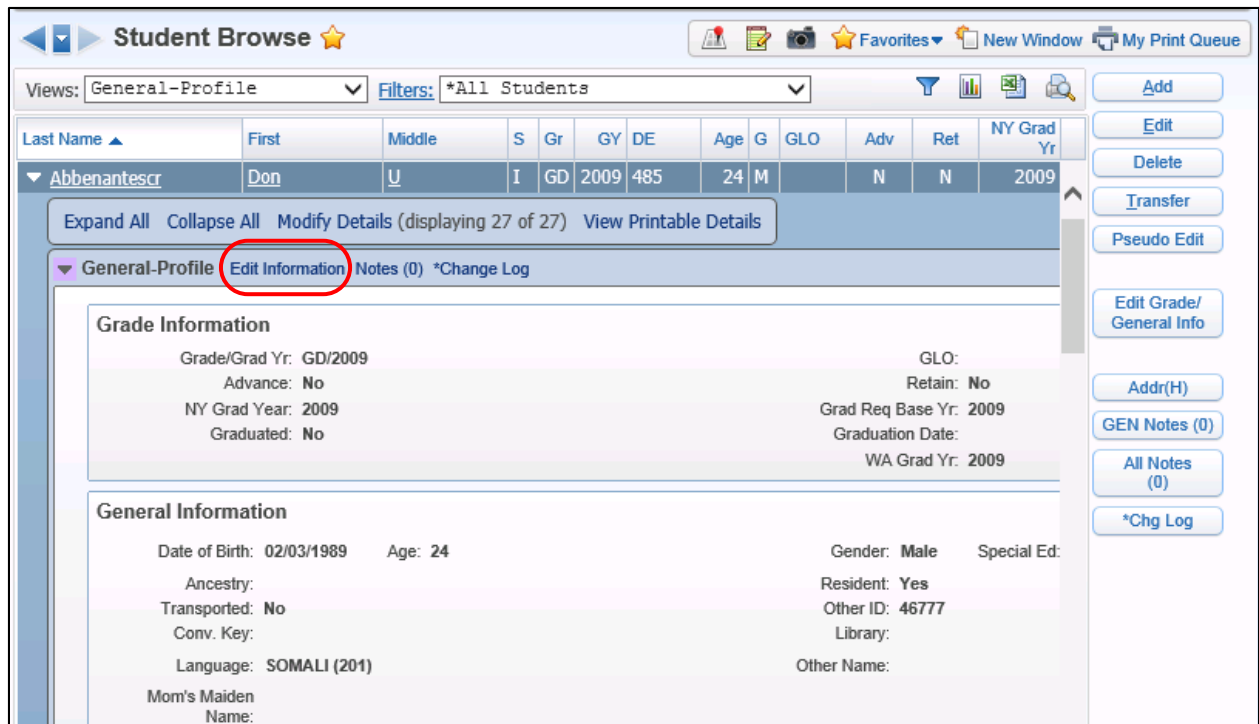 Student Browse
Favorites New Window My Print Queue
Views: General-Profile Filters: *All Students
Add
Edit
Delete
Transfer
Pseudo Edit
Edit Grade/
General Info
Addr(H)
GEN Notes (0)
All Notes
(0)
*Chg Log
Last Name First Middle S Gr GY DE Age G GLO Adv Ret NY Grad
Yr
Abbenantescr Don U I GD 2009 485 24 M N N 2009
Expand All Collapse All Modify Details (displaying 27 of 27) View Printable Details
General-Profile Edit Information Notes (0) *Change Log
Grade Information
Grade/Grad Yr: GD/2009 GLO:
Advance: No Retain: No
NY Grad Year: 2009 Grad Req Base Yr: 2009
Graduated: No Graduation Date:
WA Grad Yr: 2009
General Information
Date of Birth: 02/03/1989 Age: 24 Gender: Male Special Ed:
Ancestry: Resident: Yes
Transported: No Other ID: 46777
Conv. Key: Library:
Language: SOMALI (201) Other Name:
Mom's Maiden
Name: